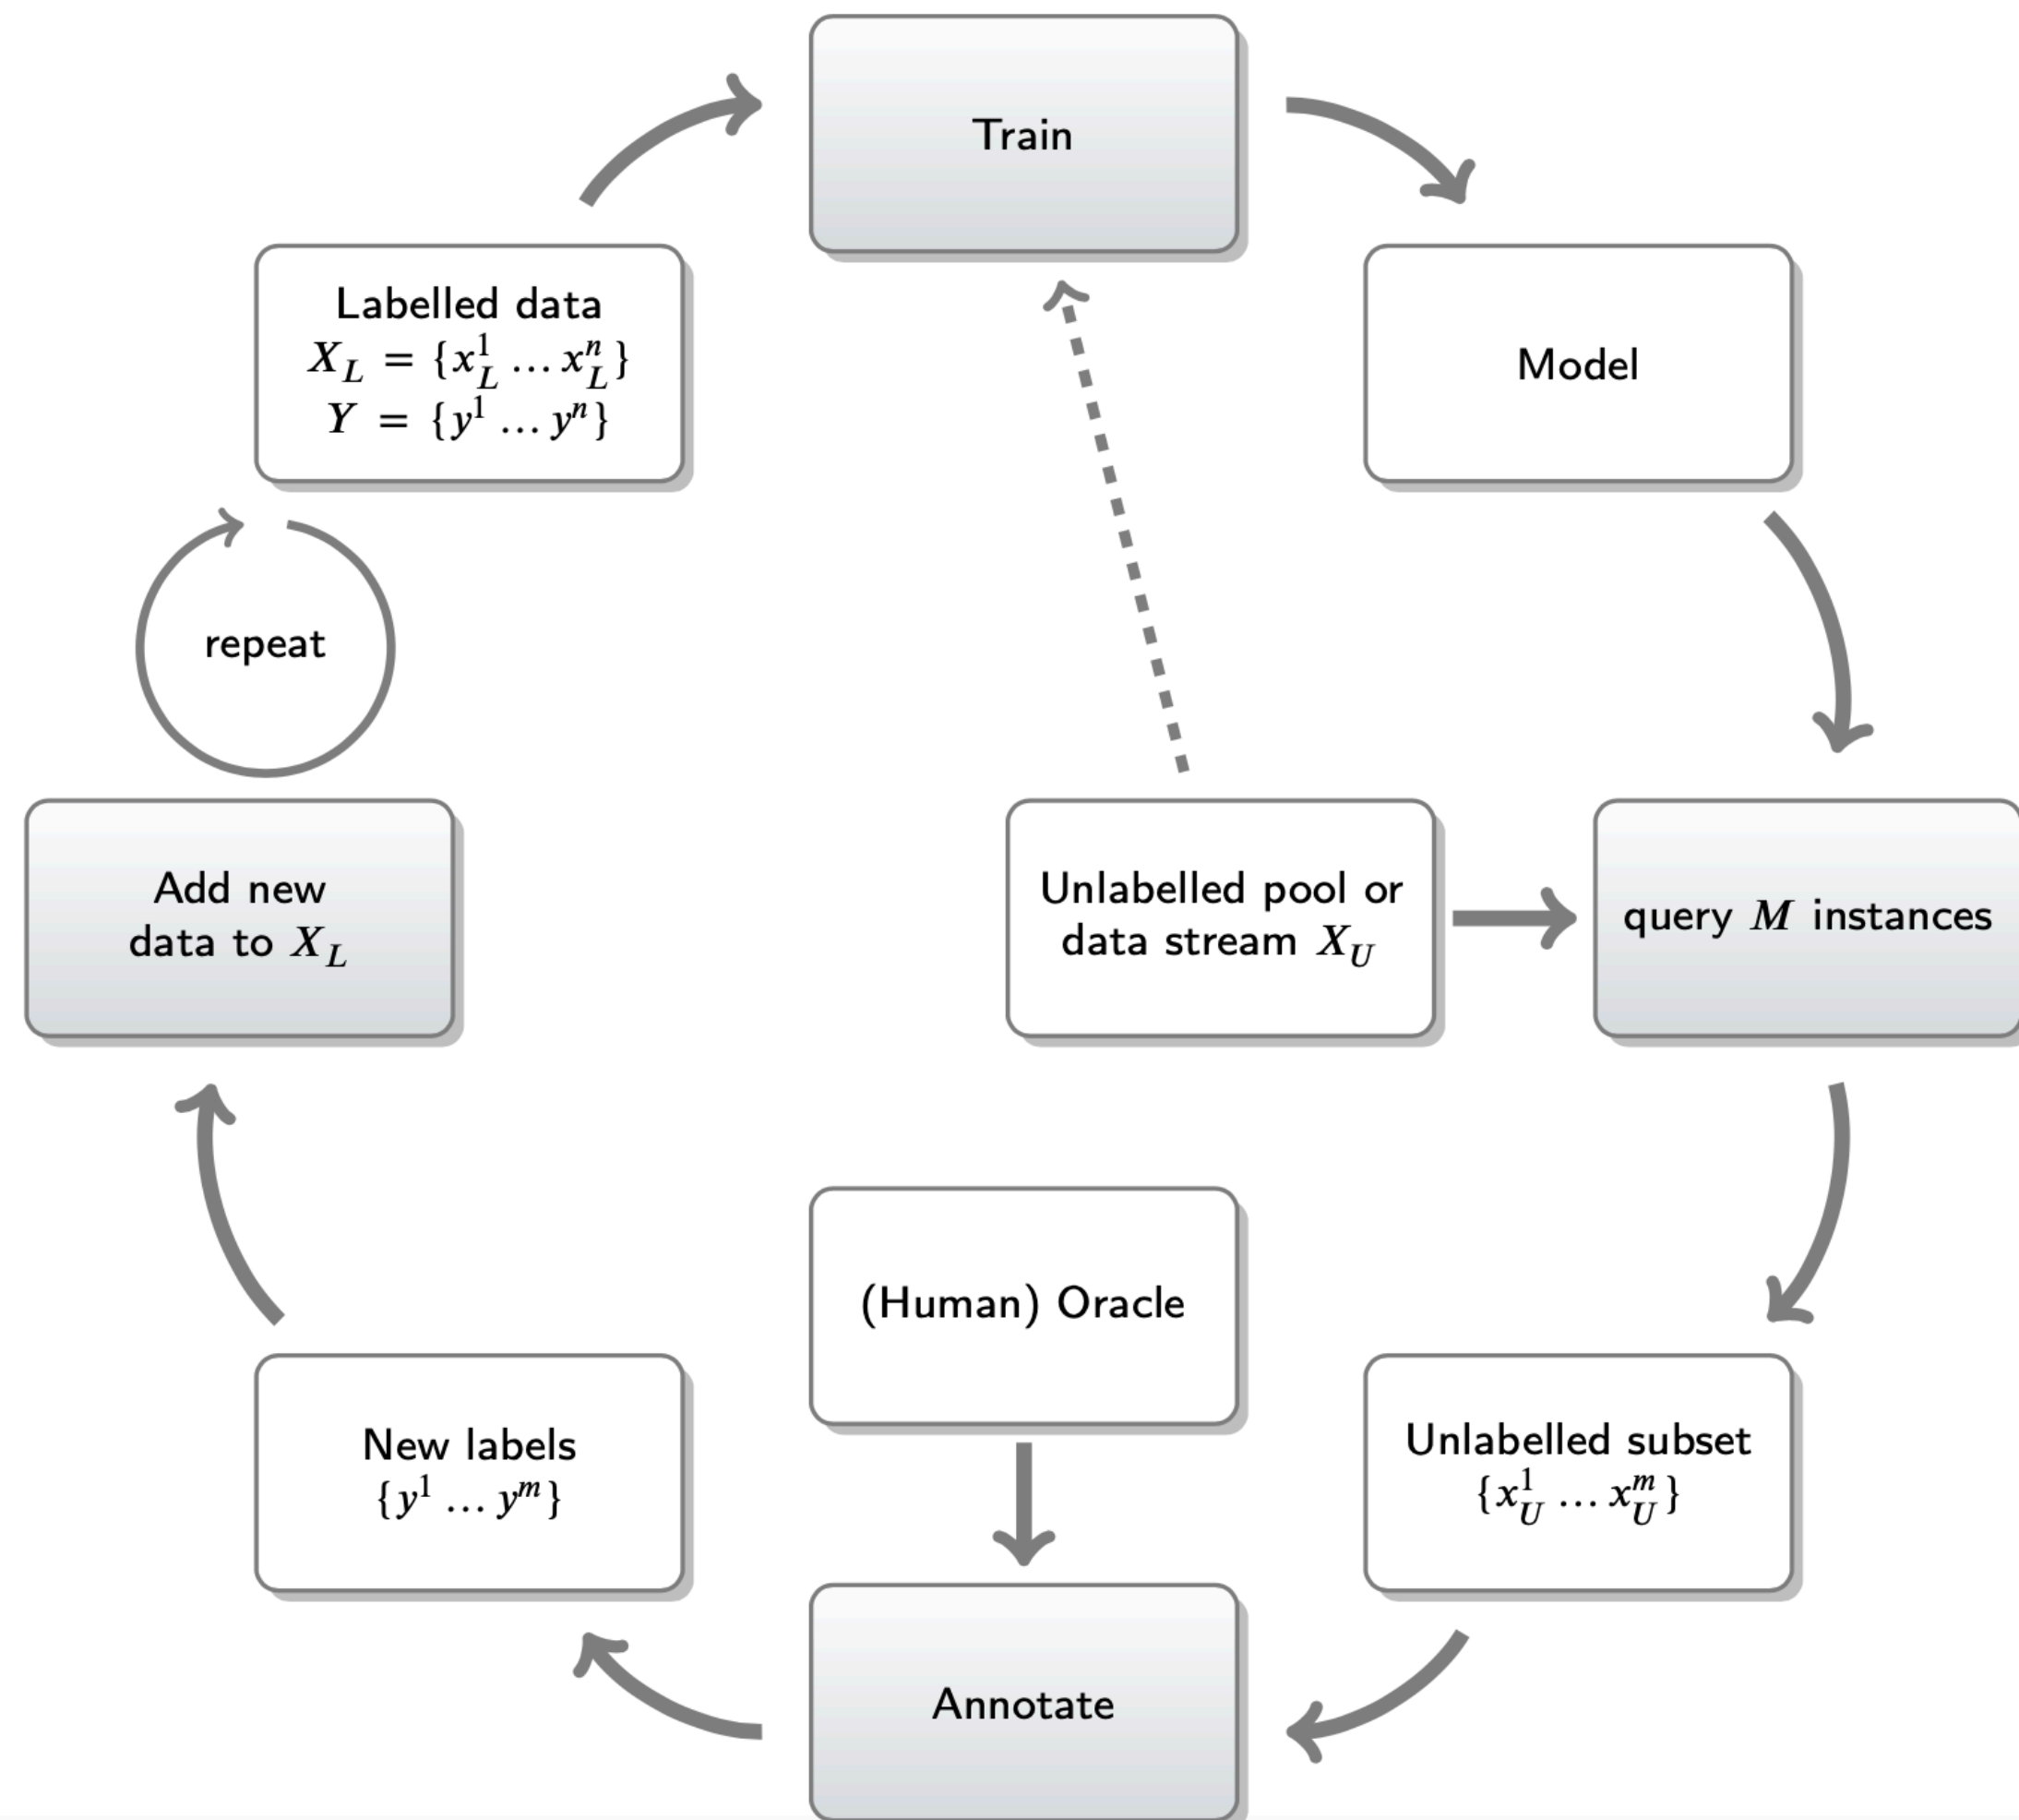 Train
Labelled data
X_L = {x_L^1 … x_L^n}
Y = {y^1 … y^n}
Model
repeat
Add new
data to X_L
Unlabelled pool or
data stream X_U
query M instances
(Human) Oracle
New labels
{y^1 … y^m}
Unlabelled subset
{x_U^1 … x_U^m}
Annotate